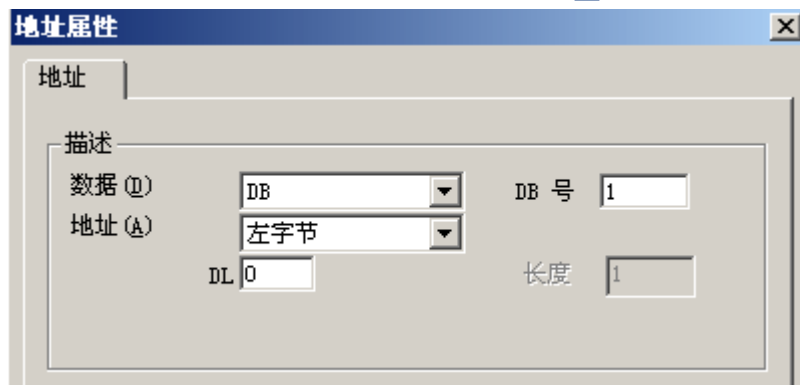 地址属性
地址
描述
数据(D) DB DB 号 1
地址(A) 左字节
DL 0 长度 1